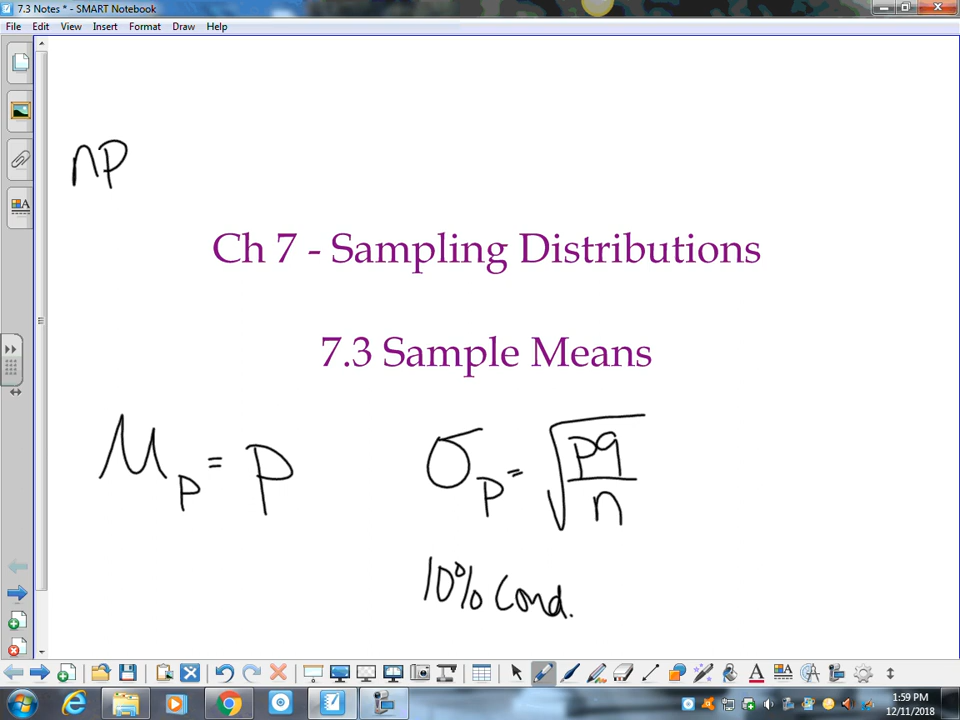 7.3 Notes * - SMART Notebook
File Edit View Insert Format Draw Help
np
Ch 7 - Sampling Distributions
7.3 Sample Means
μp = p
σp = √(pq/n)
10% Cond.
1:59 PM
12/11/2018